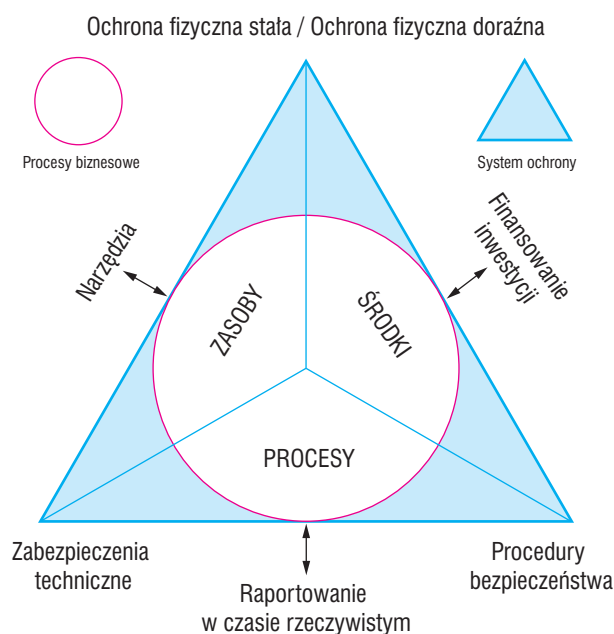 Ochrona fizyczna stała / Ochrona fizyczna doraźna
Procesy biznesowe
System ochrony
Narzędzia
Finansowanie
inwestycji
ZASOBY
ŚRODKI
PROCESY
Zabezpieczenia
techniczne
Procedury
bezpieczeństwa
Raportowanie
w czasie rzeczywistym